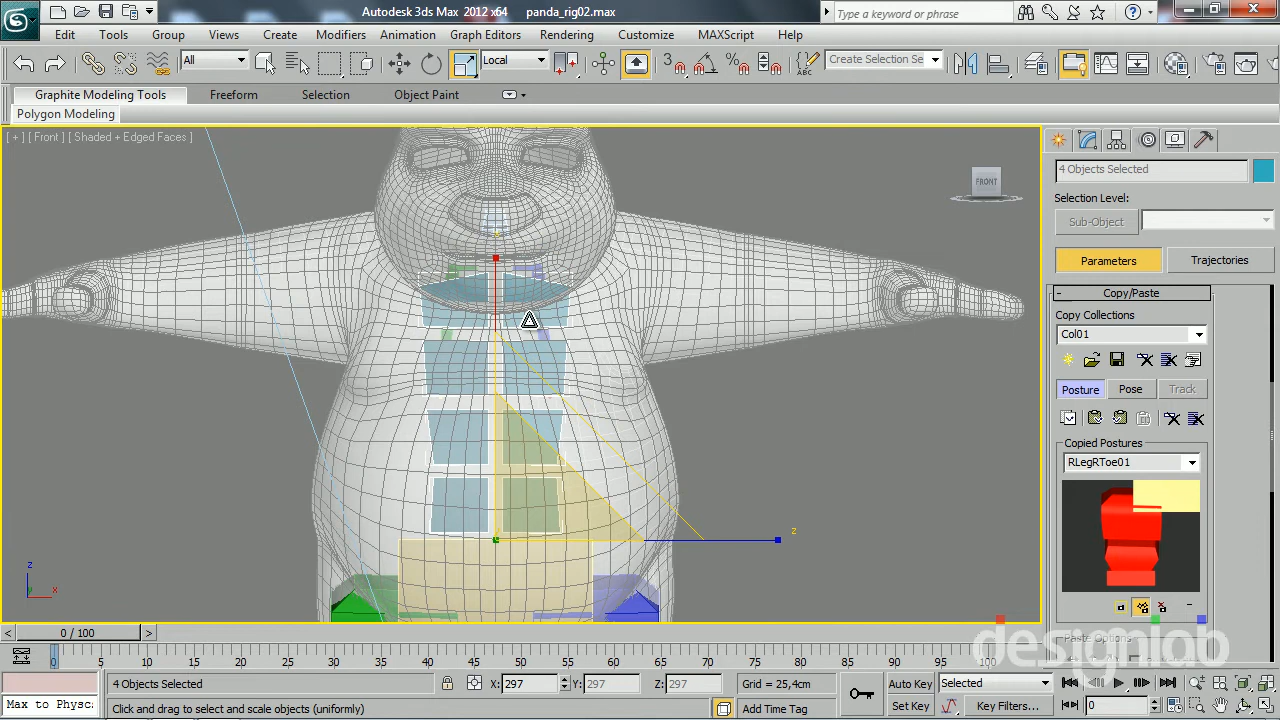 Autodesk 3ds Max 2012 x64 panda_rig02.max
Type a keyword or phrase
Edit Tools Group Views Create Modifiers Animation Graph Editors Rendering Customize MAXScript Help
All Local Create Selection Se
Graphite Modeling Tools Freeform Selection Object Paint
Polygon Modeling
[ + ] [ Front ] [ Shaded + Edged Faces ]
FRONT
4 Objects Selected
Selection Level:
Sub-Object
Parameters Trajectories
- Copy/Paste
Copy Collections
Col01
Posture Pose Track
Copied Postures
RLegRToe01
z
z
y x
Paste Options
designlab
< 0 / 100 >
0 5 10 15 20 25 30 35 40 45 50 55 60 65 70 75 80 85 90 95 100
4 Objects Selected X: 297 Y: 297 Z: 297 Grid = 25,4cm Auto Key Selected
Max to Physc Click and drag to select and scale objects (uniformly) Add Time Tag Set Key Key Filters... 0